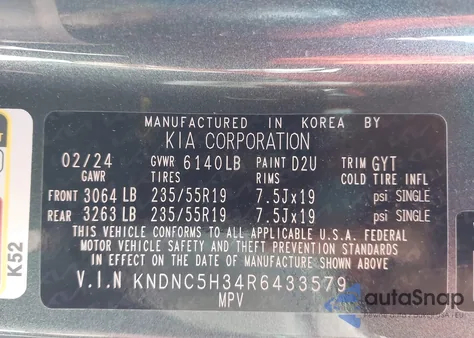 MANUFACTURED IN KOREA BY
KIA CORPORATION
02/24 GVWR 6140LB PAINT D2U TRIM GYT
GAWR TIRES RIMS COLD TIRE INFL
FRONT 3064 LB 235/55R19 7.5Jx19 psi SINGLE
REAR 3263 LB 235/55R19 7.5Jx19 psi SINGLE
THIS VEHICLE CONFORMS TO ALL APPLICABLE U.S.A. FEDERAL
MOTOR VEHICLE SAFETY AND THEFT PREVENTION STANDARDS
IN EFFECT ON THE DATE OF MANUFACTURE SHOWN ABOVE
V.I.N KNDNC5H34R6433579
MPV
K52
autoSnap